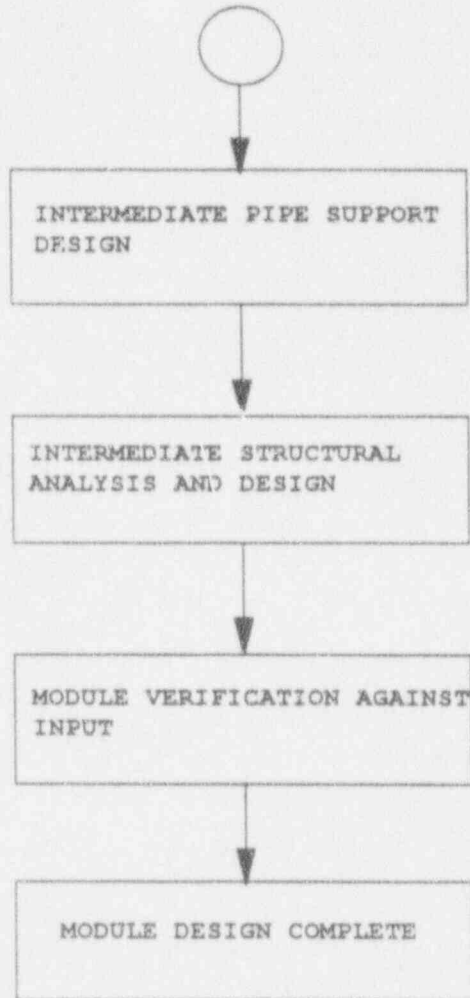 INTERMEDIATE PIPE SUPPORT
DESIGN
INTERMEDIATE STRUCTURAL
ANALYSIS AND DESIGN
MODULE VERIFICATION AGAINST
INPUT
MODULE DESIGN COMPLETE